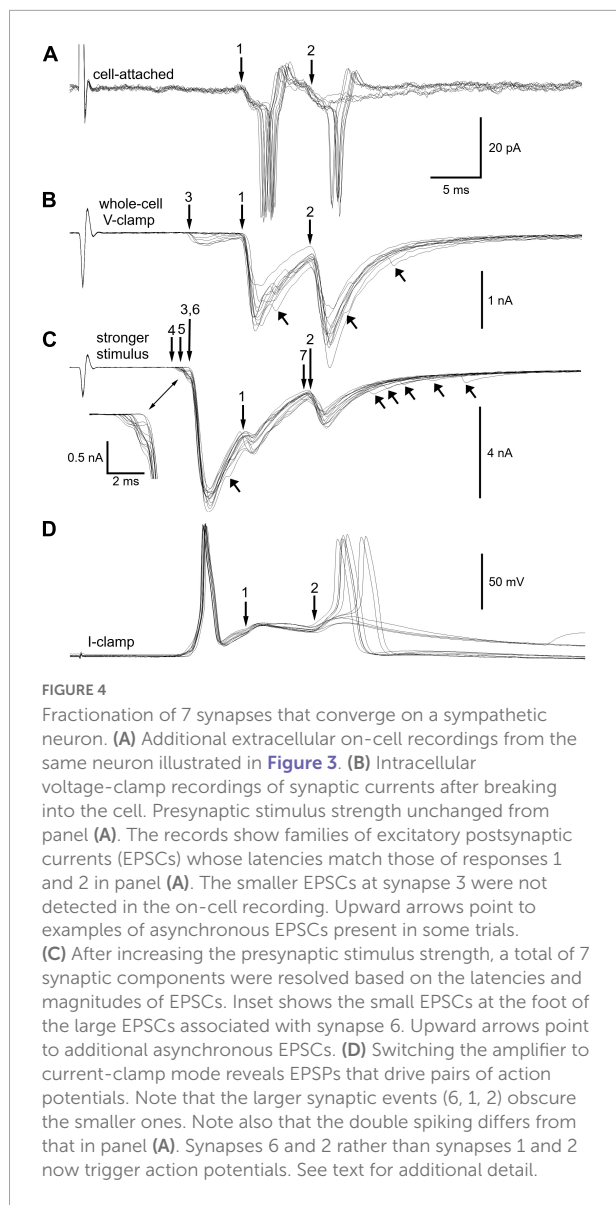 A
1
2
cell-attached
20 pA
5 ms
B
whole-cell
V-clamp
3
1
2
1 nA
C
stronger
stimulus
3,6
4 5
7 2
1
0.5 nA
2 ms
4 nA
D
1
2
50 mV
I-clamp
FIGURE 4
Fractionation of 7 synapses that converge on a sympathetic
neuron. (A) Additional extracellular on-cell recordings from the
same neuron illustrated in Figure 3. (B) Intracellular
voltage-clamp recordings of synaptic currents after breaking
into the cell. Presynaptic stimulus strength unchanged from
panel (A). The records show families of excitatory postsynaptic
currents (EPSCs) whose latencies match those of responses 1
and 2 in panel (A). The smaller EPSCs at synapse 3 were not
detected in the on-cell recording. Upward arrows point to
examples of asynchronous EPSCs present in some trials.
(C) After increasing the presynaptic stimulus strength, a total of 7
synaptic components were resolved based on the latencies and
magnitudes of EPSCs. Inset shows the small EPSCs at the foot of
the large EPSCs associated with synapse 6. Upward arrows point
to additional asynchronous EPSCs. (D) Switching the amplifier to
current-clamp mode reveals EPSPs that drive pairs of action
potentials. Note that the larger synaptic events (6, 1, 2) obscure
the smaller ones. Note also that the double spiking differs from
that in panel (A). Synapses 6 and 2 rather than synapses 1 and 2
now trigger action potentials. See text for additional detail.